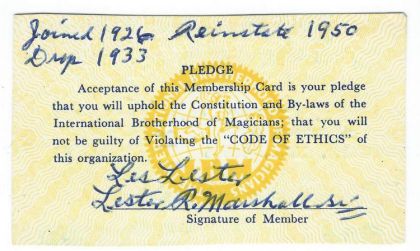 Joined 1926 Reinstate 1950
Drop 1933
PLEDGE
Acceptance of this Membership Card is your pledge
that you will uphold the Constitution and By-laws of the
International Brotherhood of Magicians; that you will
not be guilty of Violating the "CODE OF ETHICS" of
this organization.
Les Lester
Lester R. Marshall Sr
Signature of Member